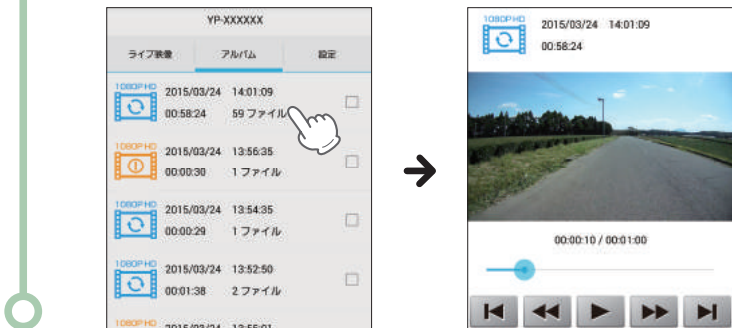 YP-XXXXXX
ライブ映像 アルバム 設定
1080P HD
2015/03/24 14:01:09
00:58:24 59 ファイル
1080P HD
2015/03/24 13:56:35
00:00:30 1 ファイル
1080P HD
2015/03/24 13:54:35
00:00:29 1 ファイル
1080P HD
2015/03/24 13:52:50
00:01:38 2 ファイル
1080P HD
1080P HD
2015/03/24 14:01:09
00:58:24
00:00:10 / 00:01:00